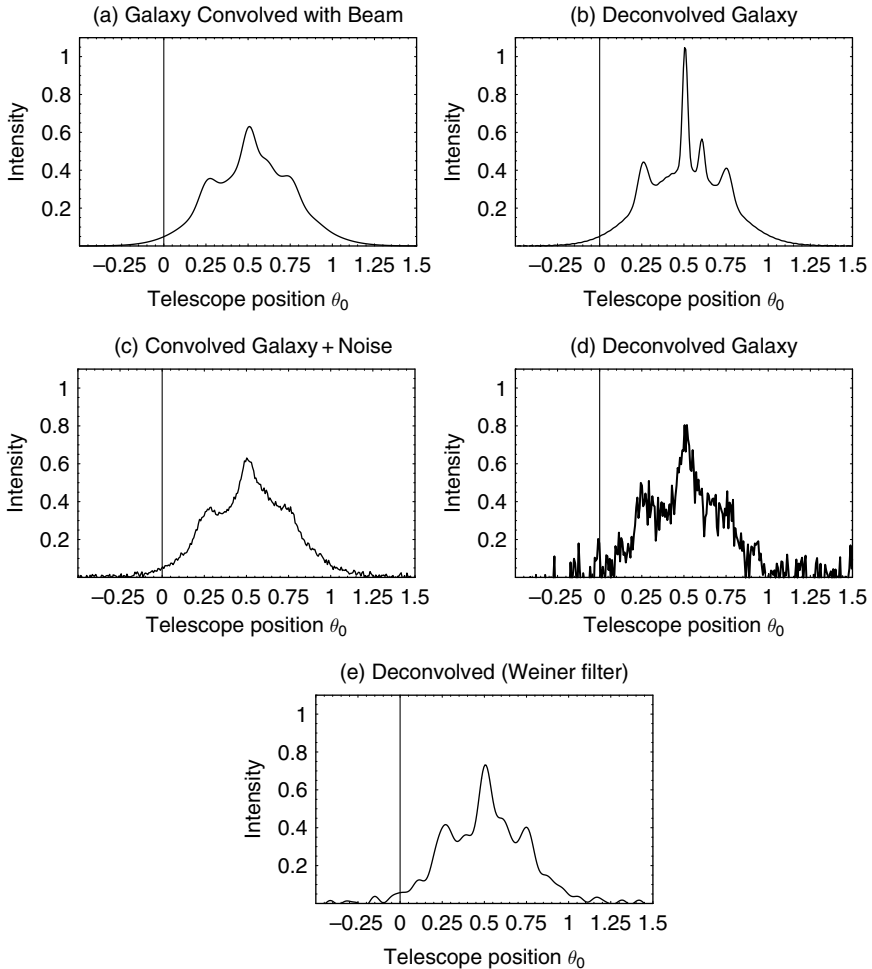 (a) Galaxy Convolved with Beam
1
0.8
0.6
0.4
0.2
Intensity
−0.25 0 0.25 0.5 0.75 1 1.25 1.5
Telescope position θ0
(b) Deconvolved Galaxy
1
0.8
0.6
0.4
0.2
Intensity
−0.25 0 0.25 0.5 0.75 1 1.25 1.5
Telescope position θ0
(c) Convolved Galaxy + Noise
1
0.8
0.6
0.4
0.2
Intensity
−0.25 0 0.25 0.5 0.75 1 1.25 1.5
Telescope position θ0
(d) Deconvolved Galaxy
1
0.8
0.6
0.4
0.2
Intensity
−0.25 0 0.25 0.5 0.75 1 1.25 1.5
Telescope position θ0
(e) Deconvolved (Weiner filter)
1
0.8
0.6
0.4
0.2
Intensity
−0.25 0 0.25 0.5 0.75 1 1.25 1.5
Telescope position θ0